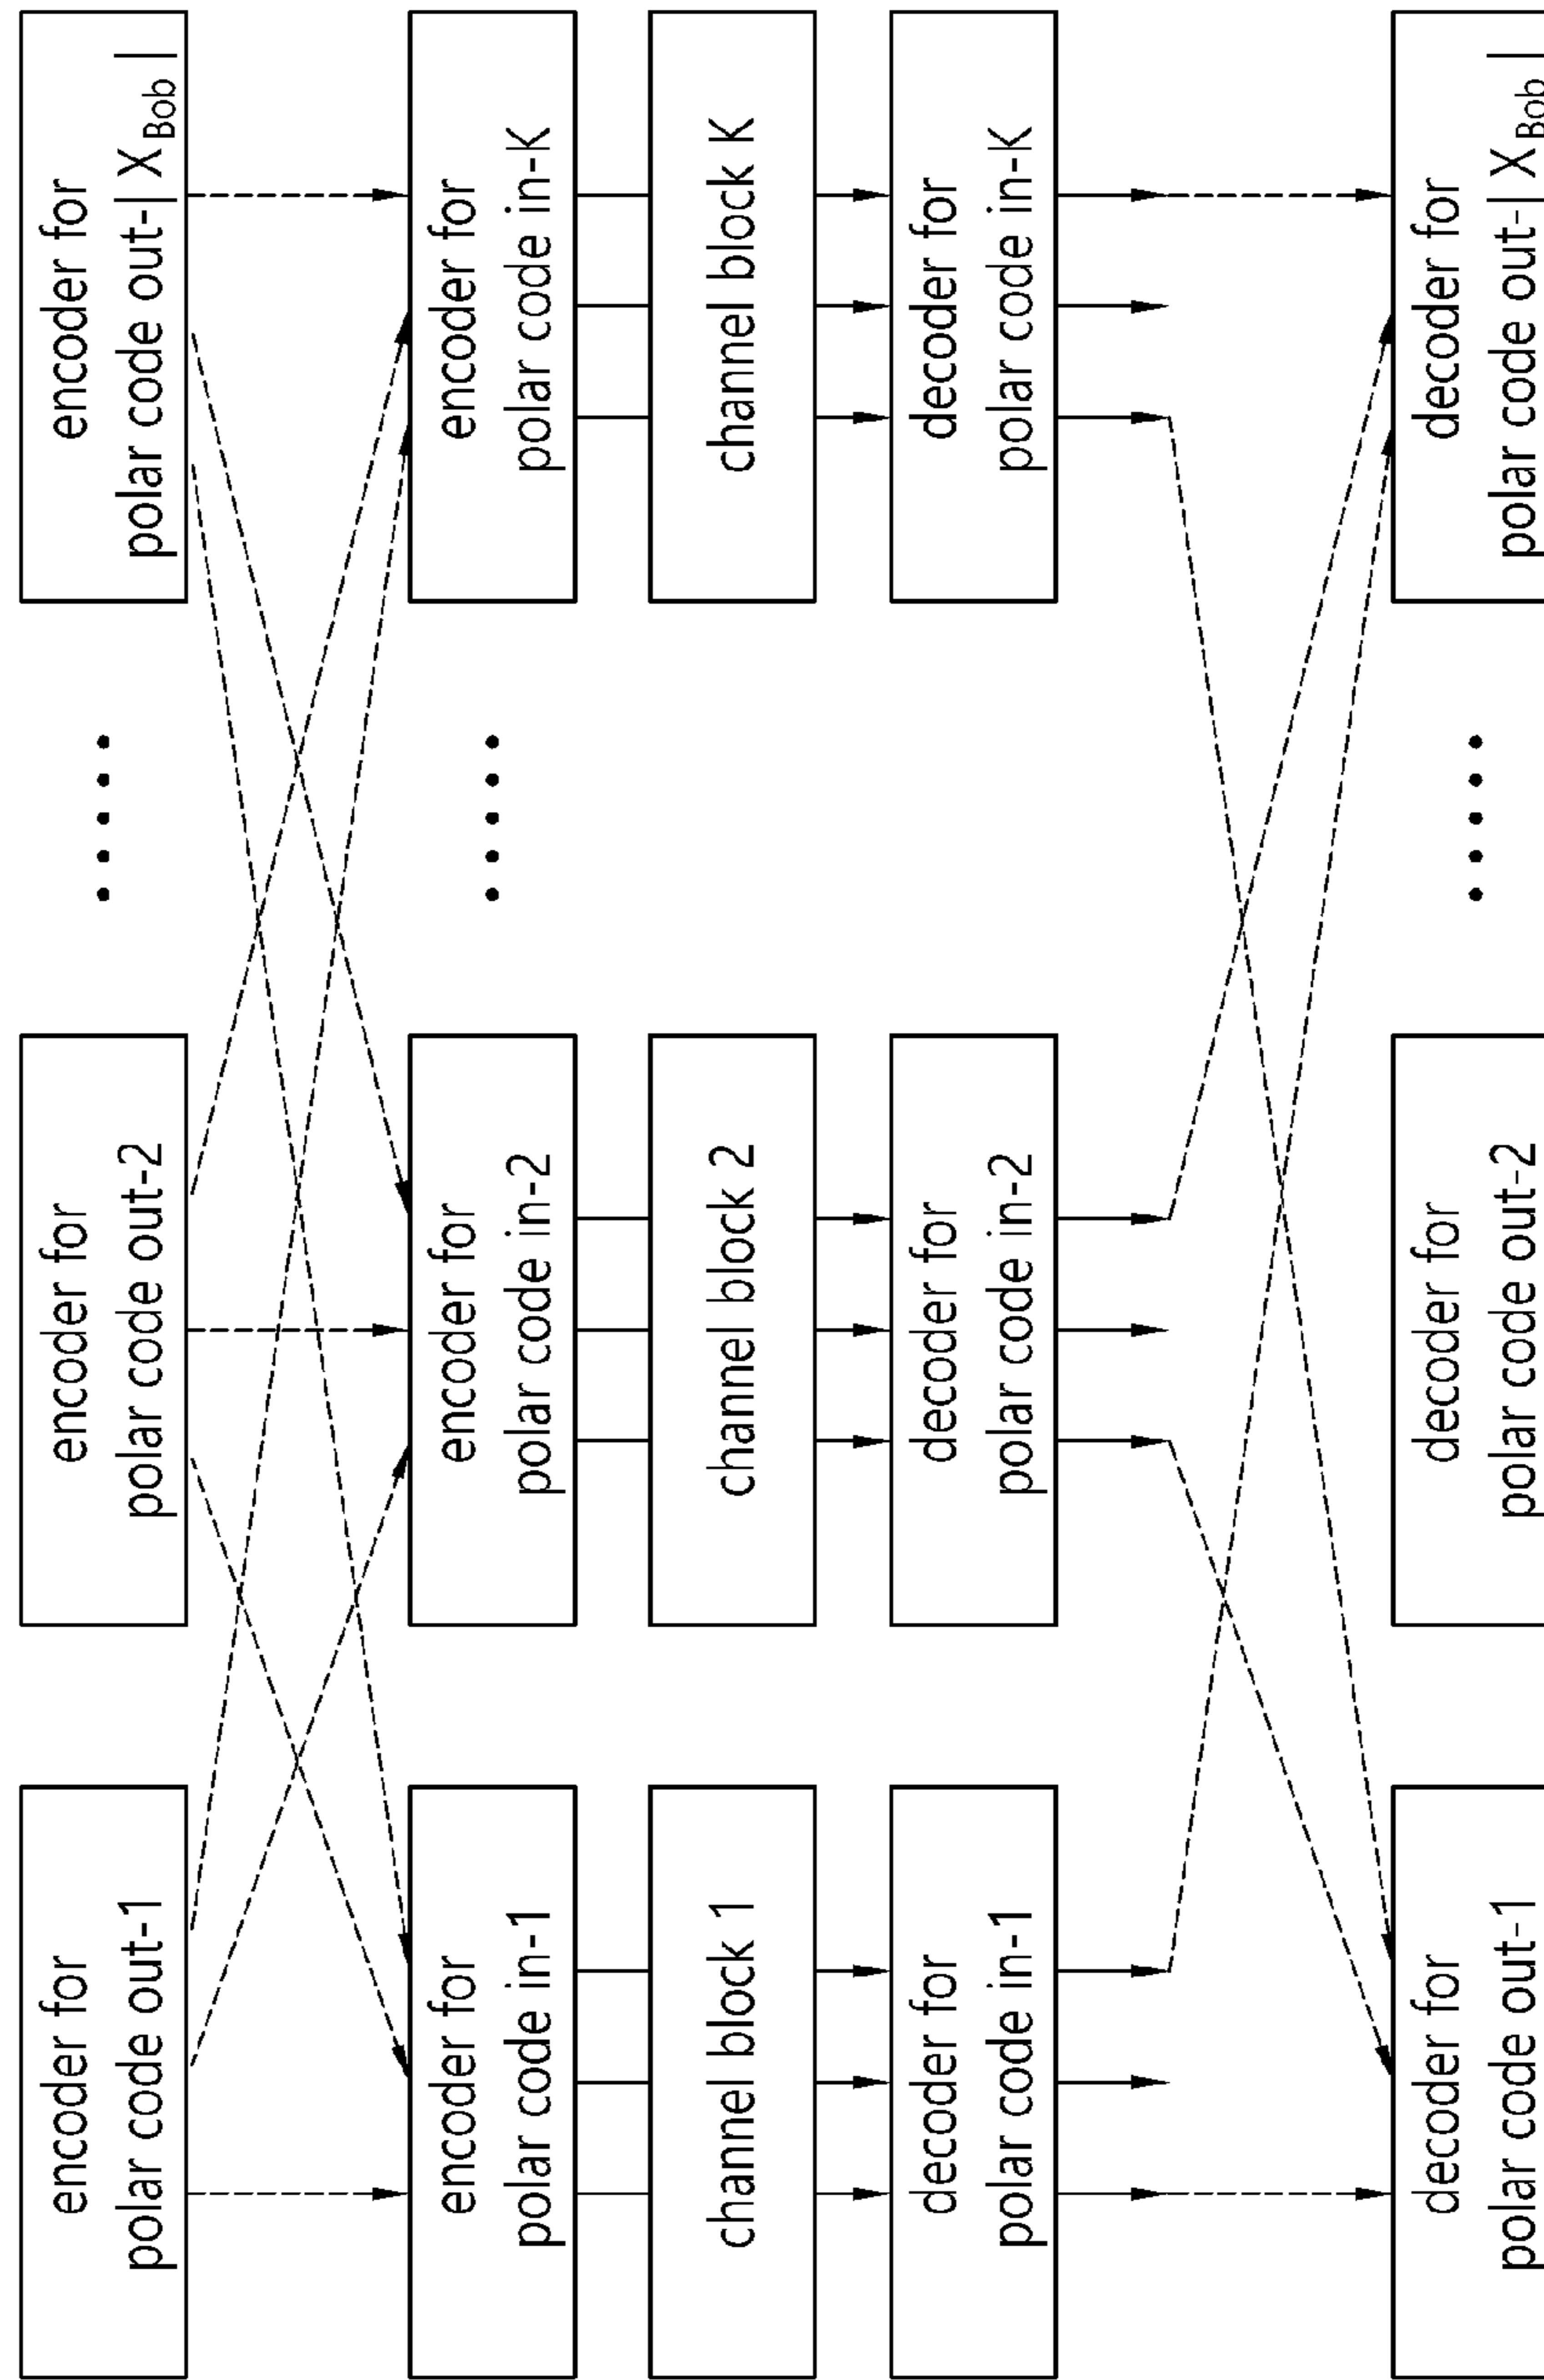 encoder for
polar code out-1
encoder for
polar code out-2
encoder for
polar code out-| X_Bob |
encoder for
polar code in-1
encoder for
polar code in-2
encoder for
polar code in-K
channel block 1
channel block 2
channel block K
decoder for
polar code in-1
decoder for
polar code in-2
decoder for
polar code in-K
decoder for
polar code out-1
decoder for
polar code out-2
decoder for
polar code out-| X_Bob |